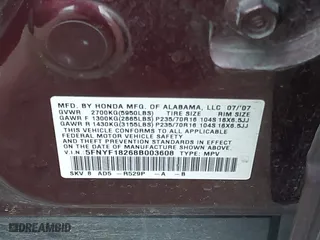 MFD. BY HONDA MFG. OF ALABAMA, LLC 07/'07
GVWR 2700KG(5950LBS) TIRE SIZE RIM SIZE
GAWR F 1300KG(2865LBS) P235/70R16 104S 16X6.5JJ
GAWR R 1430KG(3155LBS) P235/70R16 104S 16X6.5JJ
THIS VEHICLE CONFORMS TO ALL APPLICABLE
FEDERAL MOTOR VEHICLE SAFETY AND
THEFT PREVENTION STANDARDS IN EFFECT ON
THE DATE OF MANUFACTURE SHOWN ABOVE.
V.I.N. 5FNYF18268B003608 TYPE: MPV
SKV 8 AD5 - R529P - A - B